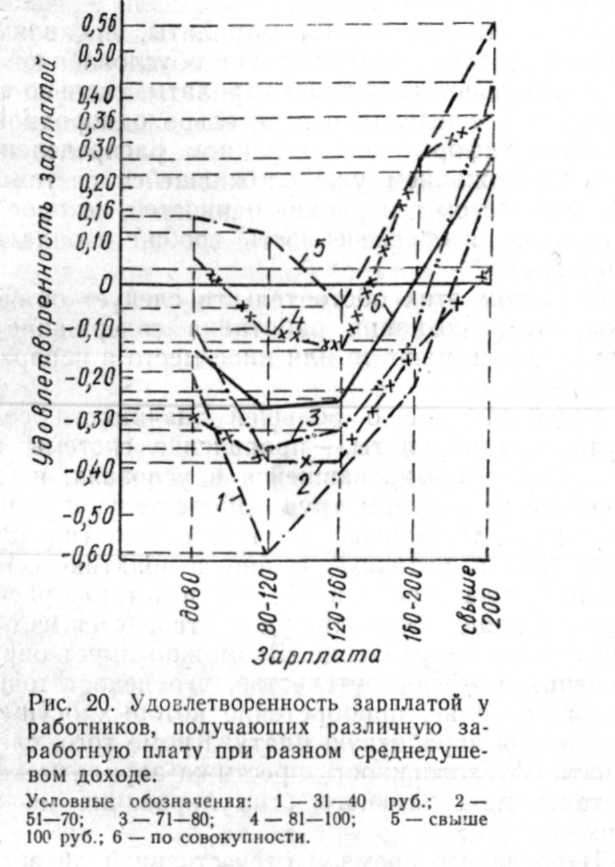 0,56
0,50
0,40
0,36
0,30
0,26
0,20
0,16
0,10
0
-0,10
-0,20
-0,30
-0,40
-0,50
-0,60
Удовлетворенность зарплатой
5
4
6
3
2
1
до 80
80-120
120-160
160-200
свыше 200
Зарплата
Рис. 20. Удовлетворенность зарплатой у
работников, получающих различную за-
работную плату при разном среднедуше-
вом доходе.
Условные обозначения: 1 — 31—40 руб.; 2 —
51—70; 3 — 71—80; 4 — 81—100; 5 — свыше
100 руб.; 6 — по совокупности.